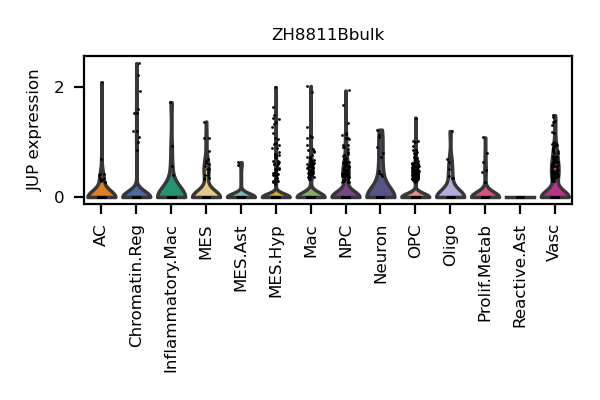 ZH8811Bbulk
JUP expression
2
0
AC
Chromatin.Reg
Inflammatory.Mac
MES
MES.Ast
MES.Hyp
Mac
NPC
Neuron
OPC
Oligo
Prolif.Metab
Reactive.Ast
Vasc